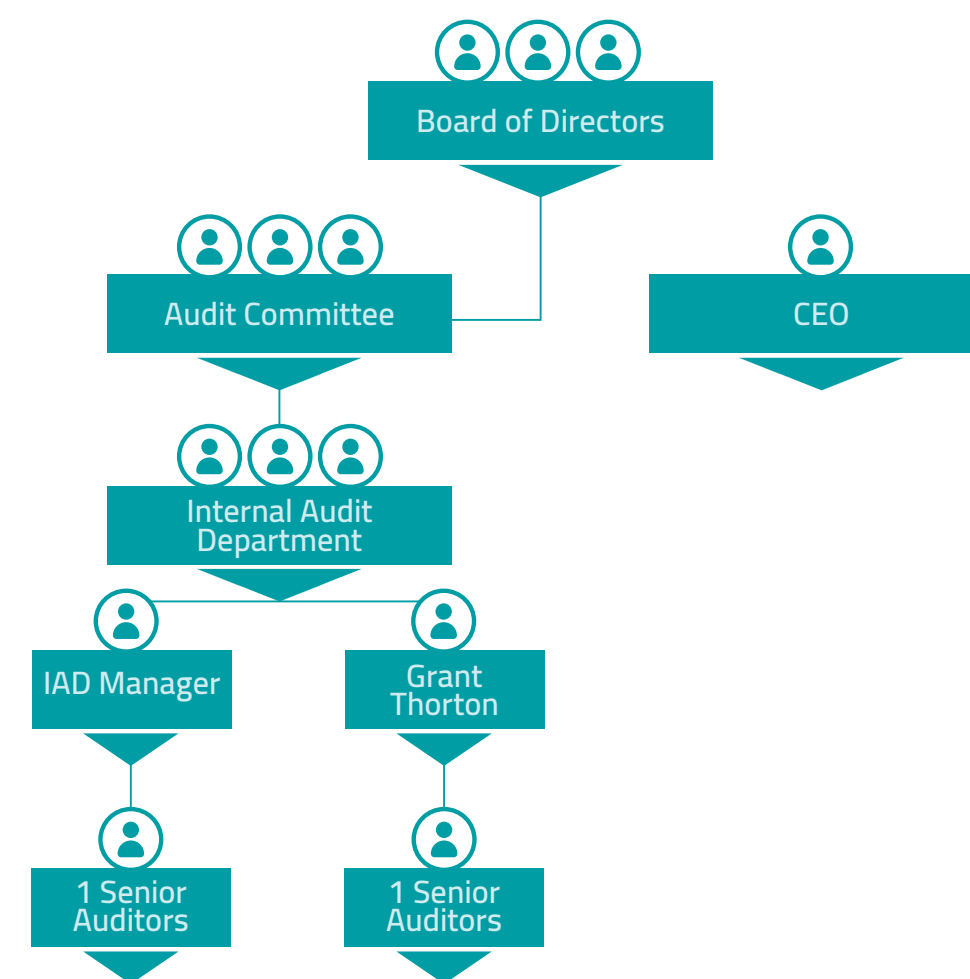 Board of Directors
Audit Committee
CEO
Internal Audit
Department
IAD Manager
Grant
Thorton
1 Senior
Auditors
1 Senior
Auditors